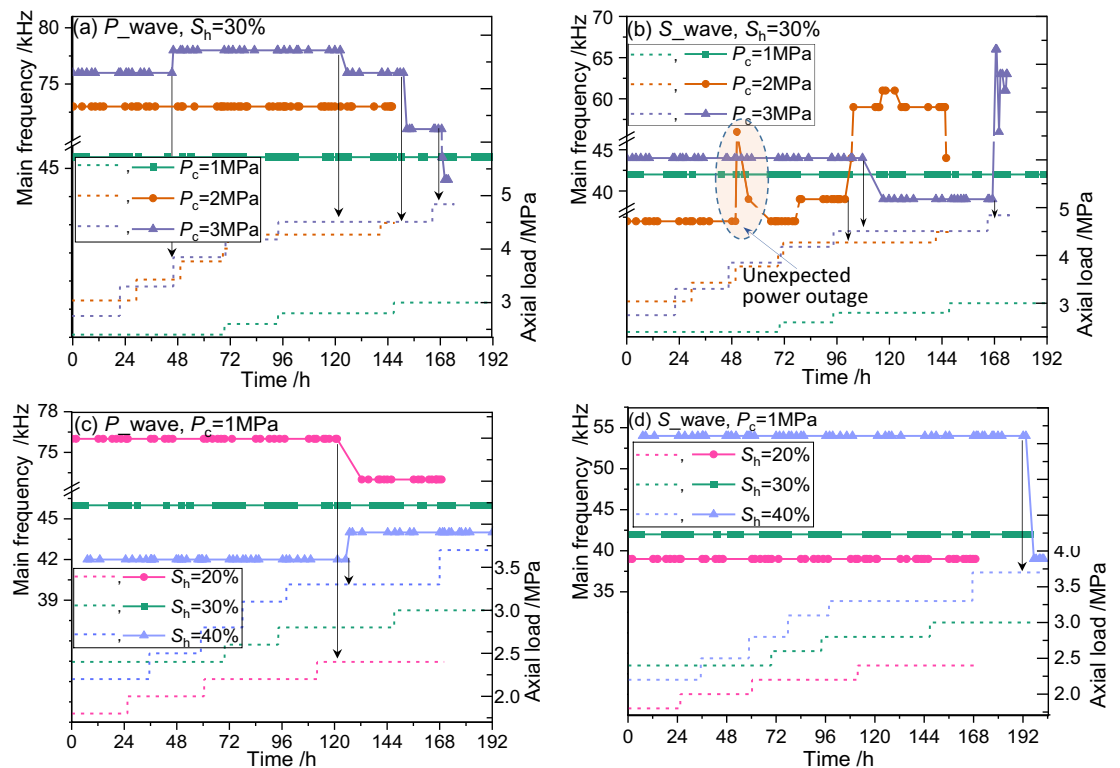 (a) P_wave, Sh=30%
Main frequency /kHz
80
75
45
, Pc=1MPa
, Pc=2MPa
, Pc=3MPa
5
4
3
Axial load /MPa
0 24 48 72 96 120 144 168 192
Time /h
(b) S_wave, Sh=30%
Main frequency /kHz
70
65
60
45
40
, Pc=1MPa
, Pc=2MPa
, Pc=3MPa
Unexpected
power outage
5
4
3
Axial load /MPa
0 24 48 72 96 120 144 168 192
Time /h
(c) P_wave, Pc=1MPa
Main frequency /kHz
78
75
45
42
39
, Sh=20%
, Sh=30%
, Sh=40%
3.5
3.0
2.5
2.0
Axial load /MPa
0 24 48 72 96 120 144 168 192
Time /h
(d) S_wave, Pc=1MPa
Main frequency /kHz
54
51
42
39
35
, Sh=20%
, Sh=30%
, Sh=40%
4.0
3.5
3.0
2.5
2.0
Axial load /MPa
0 24 48 72 96 120 144 168 192
Time /h